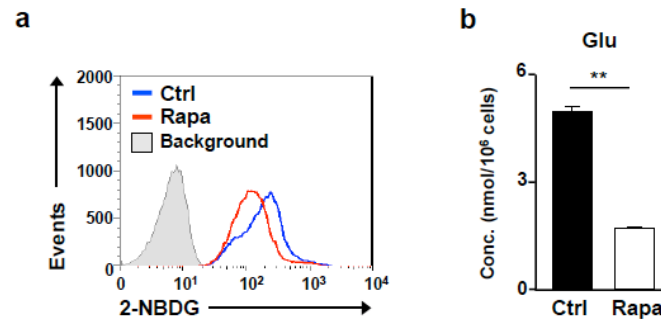 a
2000
1500
1000
500
0
Ctrl
Rapa
Background
Events
0 10¹ 10² 10³ 10⁴
2-NBDG
b
Glu
**
6
3
0
Conc. (nmol/10⁶ cells)
Ctrl Rapa